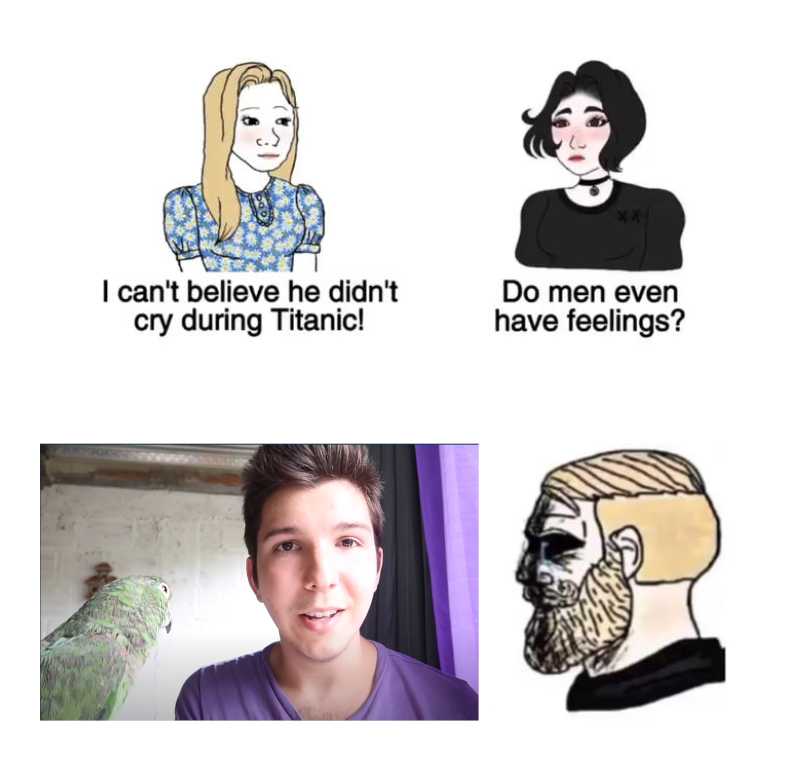 I can't believe he didn't
cry during Titanic!
Do men even
have feelings?